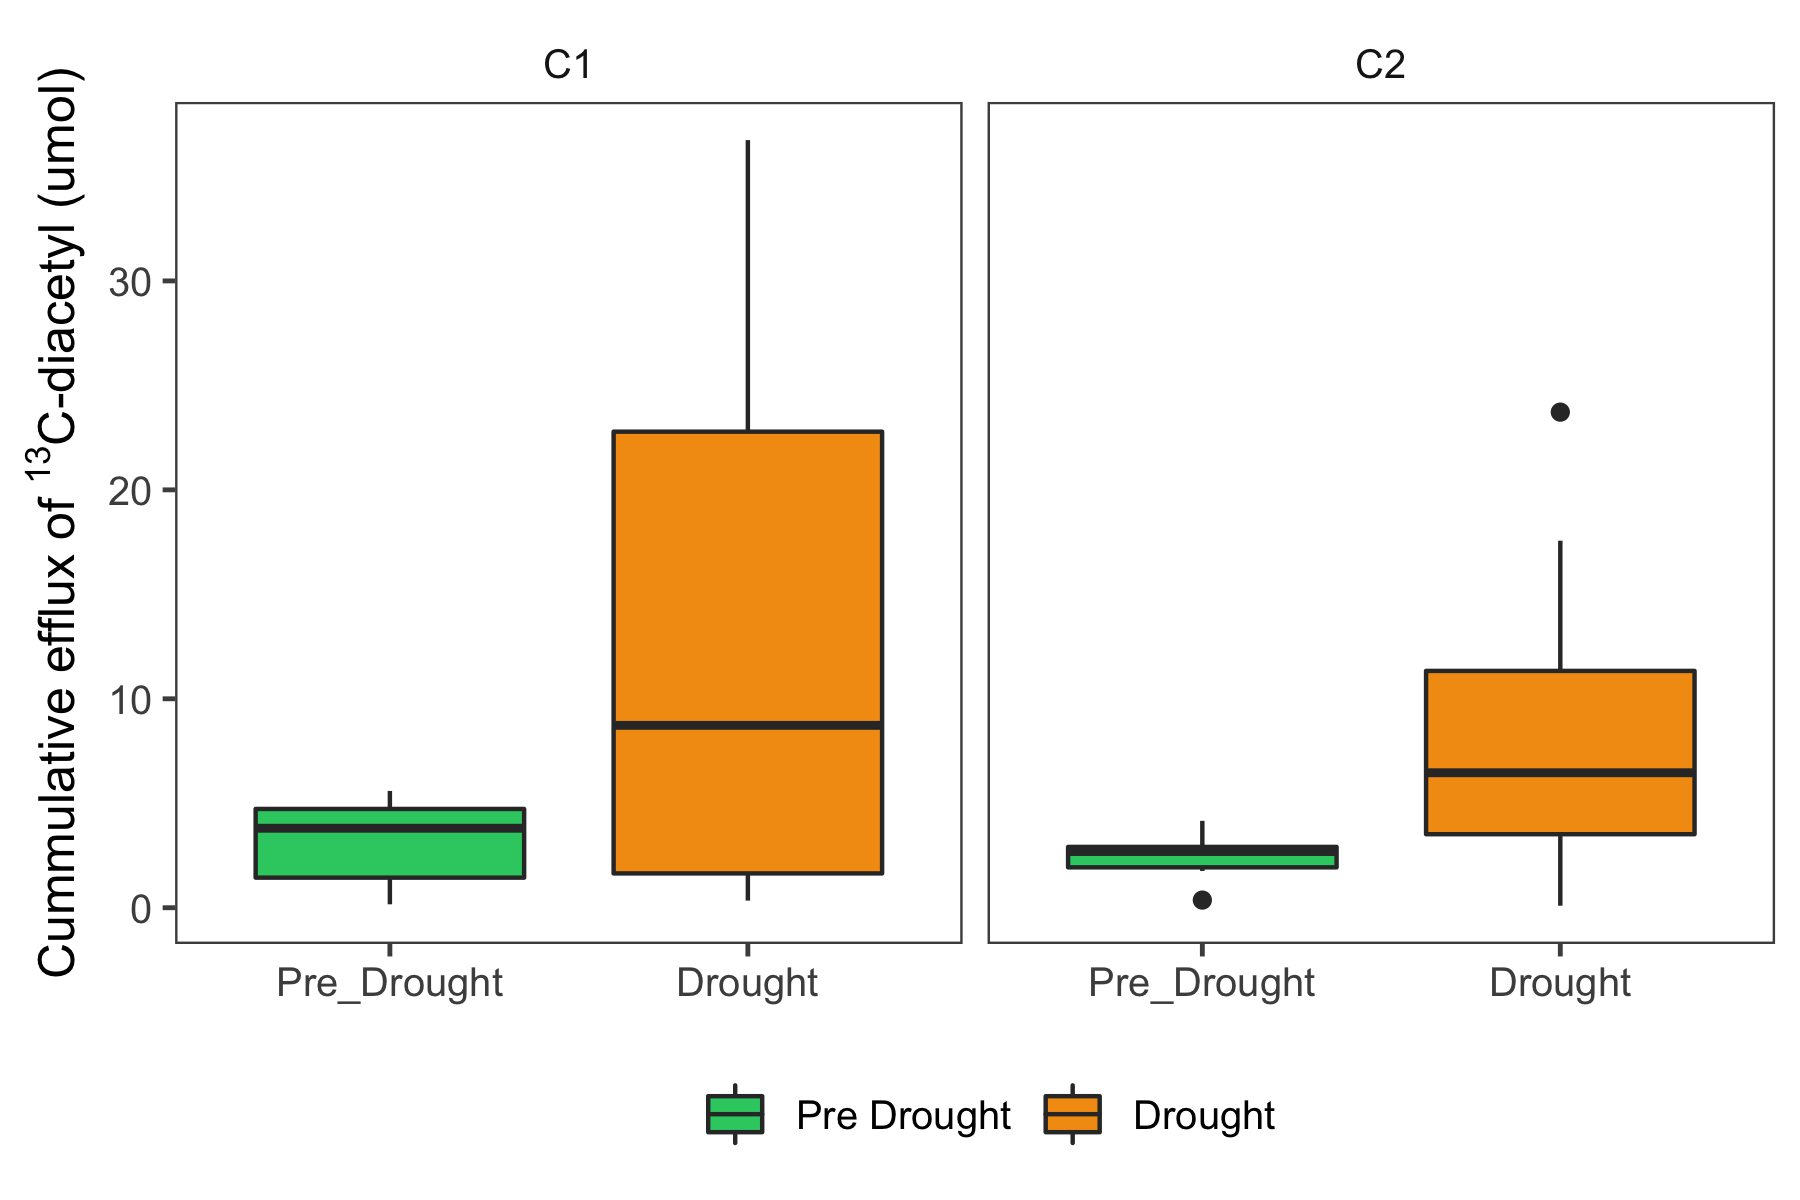 C1
C2
Cummulative efflux of ¹³C-diacetyl (umol)
30
20
10
0
Pre_Drought
Drought
Pre_Drought
Drought
Pre Drought
Drought